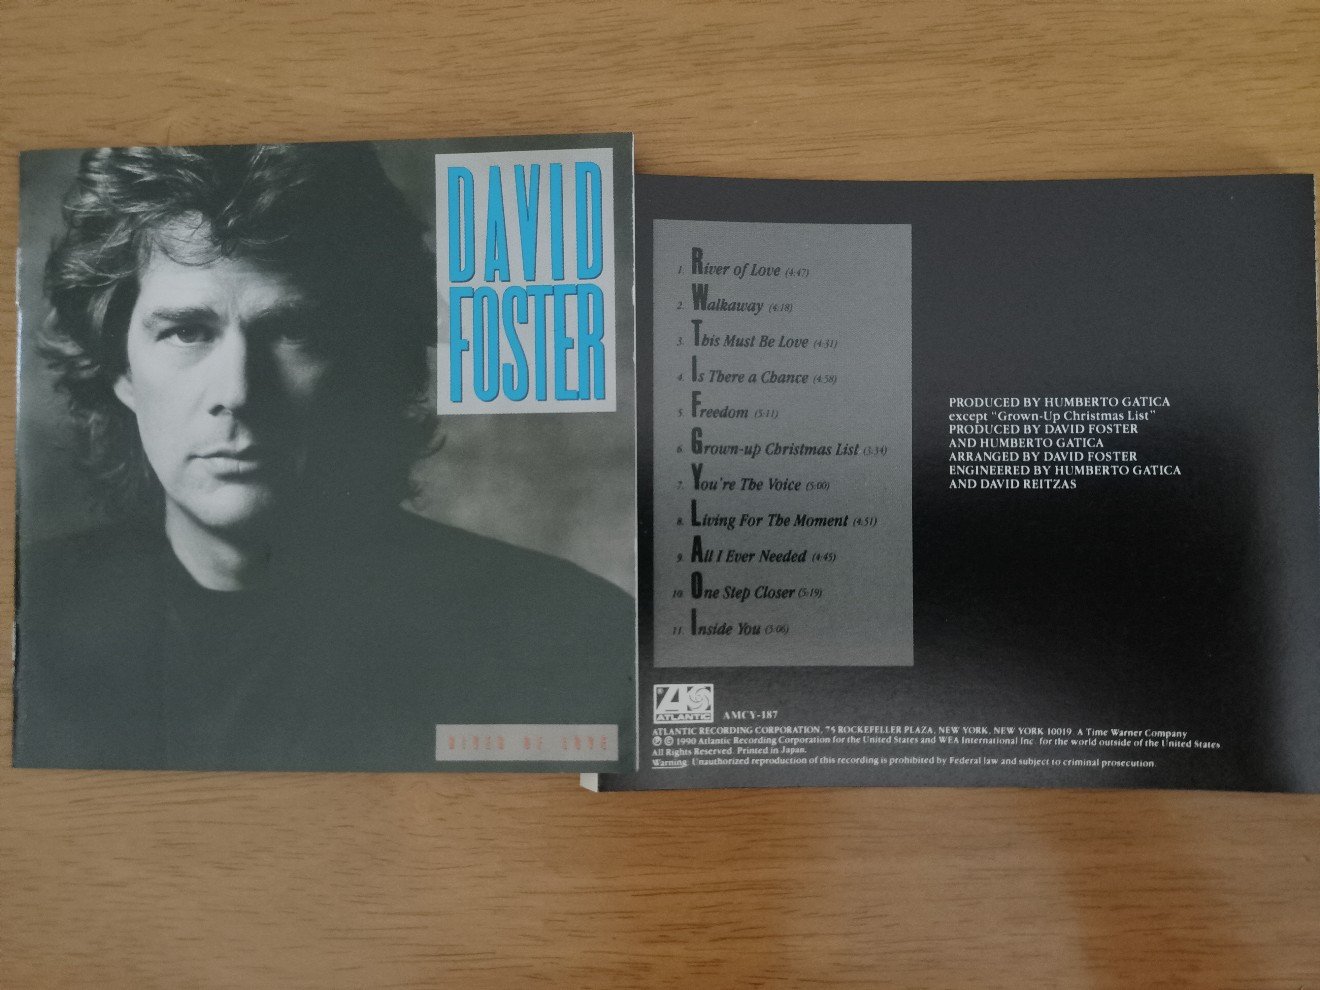 DAVID
FOSTER
RIVER OF LOVE
1. River of Love (4:47)
2. Walkaway (4:18)
3. This Must Be Love (4:31)
4. Is There a Chance (4:58)
5. Freedom (5:11)
6. Grown-up Christmas List (3:34)
7. You're The Voice (5:00)
8. Living For The Moment (4:51)
9. All I Ever Needed (4:45)
10. One Step Closer (5:19)
11. Inside You (5:06)
PRODUCED BY HUMBERTO GATICA
except "Grown-Up Christmas List"
PRODUCED BY DAVID FOSTER
AND HUMBERTO GATICA
ARRANGED BY DAVID FOSTER
ENGINEERED BY HUMBERTO GATICA
AND DAVID REITZAS
ATLANTIC
AMCY-187
ATLANTIC RECORDING CORPORATION, 75 ROCKEFELLER PLAZA, NEW YORK, NEW YORK 10019. A Time Warner Company
℗ © 1990 Atlantic Recording Corporation for the United States and WEA International Inc. for the world outside of the United States.
All Rights Reserved. Printed in Japan.
Warning: Unauthorized reproduction of this recording is prohibited by Federal law and subject to criminal prosecution.